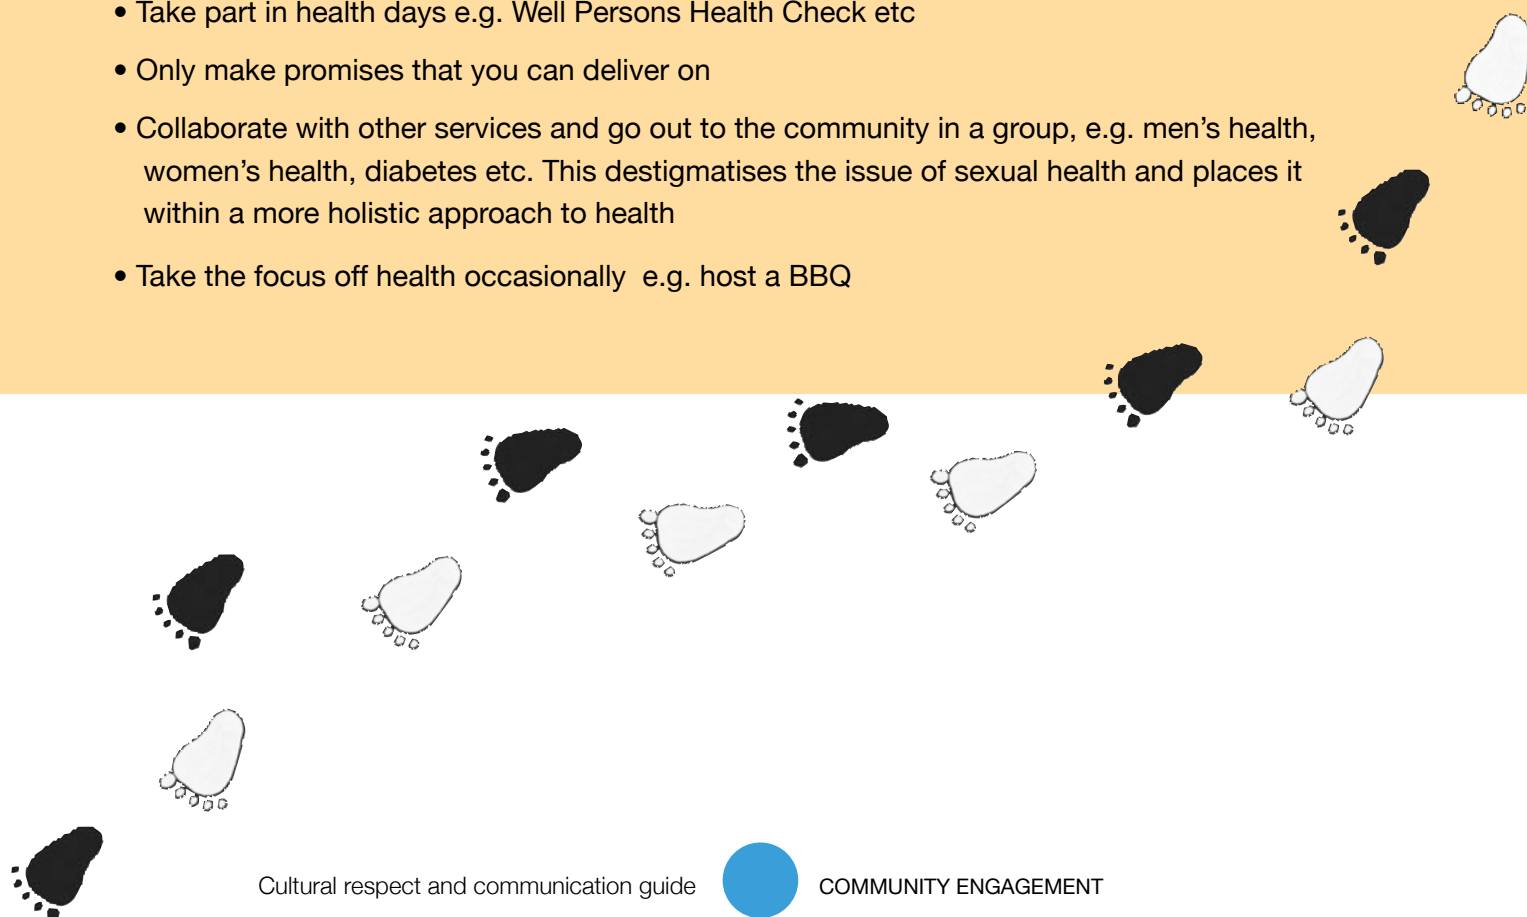 • Take part in health days e.g. Well Persons Health Check etc
• Only make promises that you can deliver on
• Collaborate with other services and go out to the community in a group, e.g. men’s health,
women’s health, diabetes etc. This destigmatises the issue of sexual health and places it
within a more holistic approach to health
• Take the focus off health occasionally  e.g. host a BBQ
Cultural respect and communication guide
COMMUNITY ENGAGEMENT